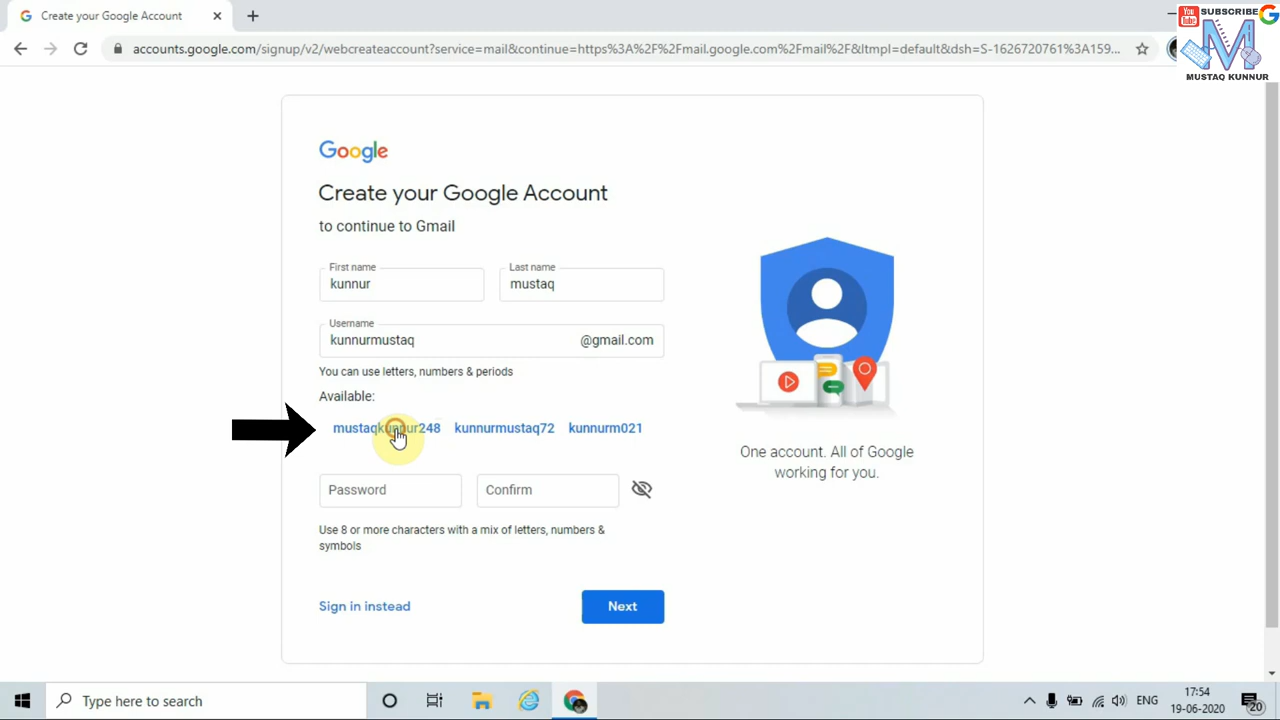 Create your Google Account
accounts.google.com/signup/v2/webcreateaccount?service=mail&continue=https%3A%2F%2Fmail.google.com%2Fmail%2F&ltmpl=default&dsh=S-1626720761%3A159...
You Tube
SUBSCRIBE
MUSTAQ KUNNUR
Google
Create your Google Account
to continue to Gmail
First name
Last name
kunnur
mustaq
Username
kunnurmustaq
@gmail.com
You can use letters, numbers & periods
Available:
mustaqkunnur248 kunnurmustaq72 kunnurm021
Password
Confirm
Use 8 or more characters with a mix of letters, numbers &
symbols
One account. All of Google
working for you.
Sign in instead
Next
Type here to search
ENG
17:54
19-06-2020
20